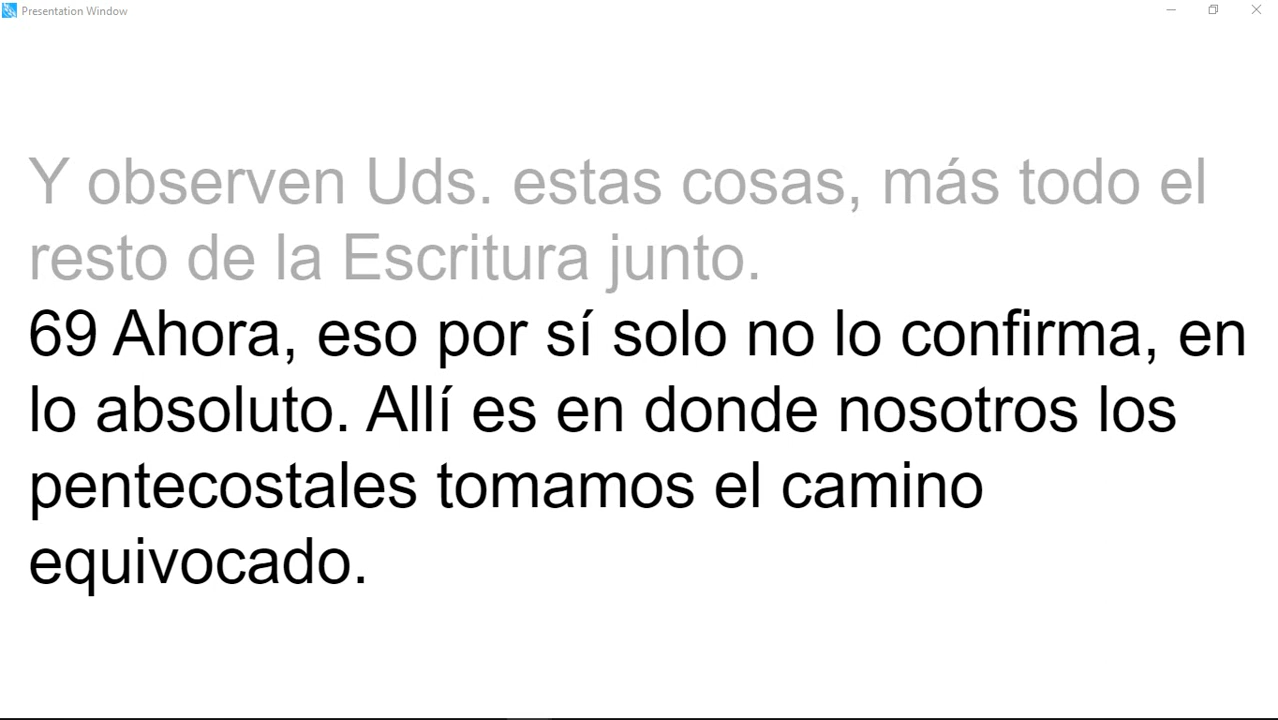 Presentation Window
Y observen Uds. estas cosas, más todo el
resto de la Escritura junto.
69 Ahora, eso por sí solo no lo confirma, en
lo absoluto. Allí es en donde nosotros los
pentecostales tomamos el camino
equivocado.